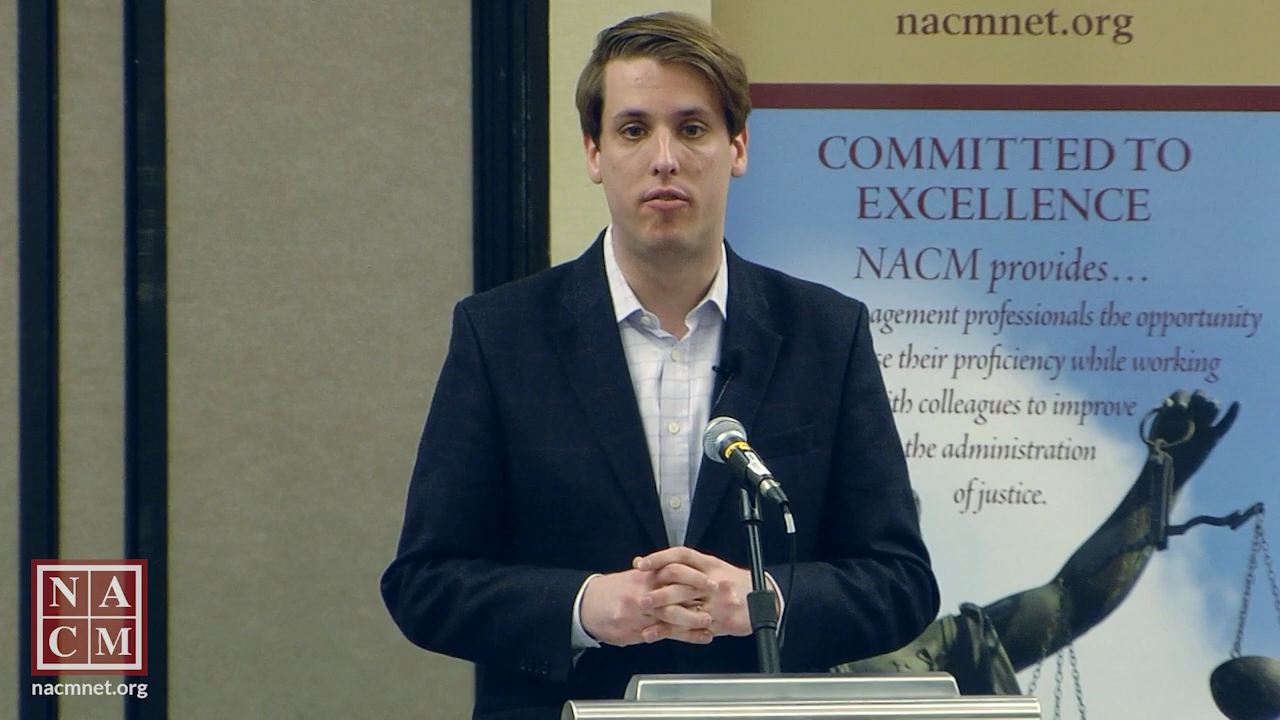 nacmnet.org
COMMITTED TO
EXCELLENCE
NACM provides...
agement professionals the opportunity
se their proficiency while working
ith colleagues to improve
the administration
of justice.
N A
C M
nacmnet.org